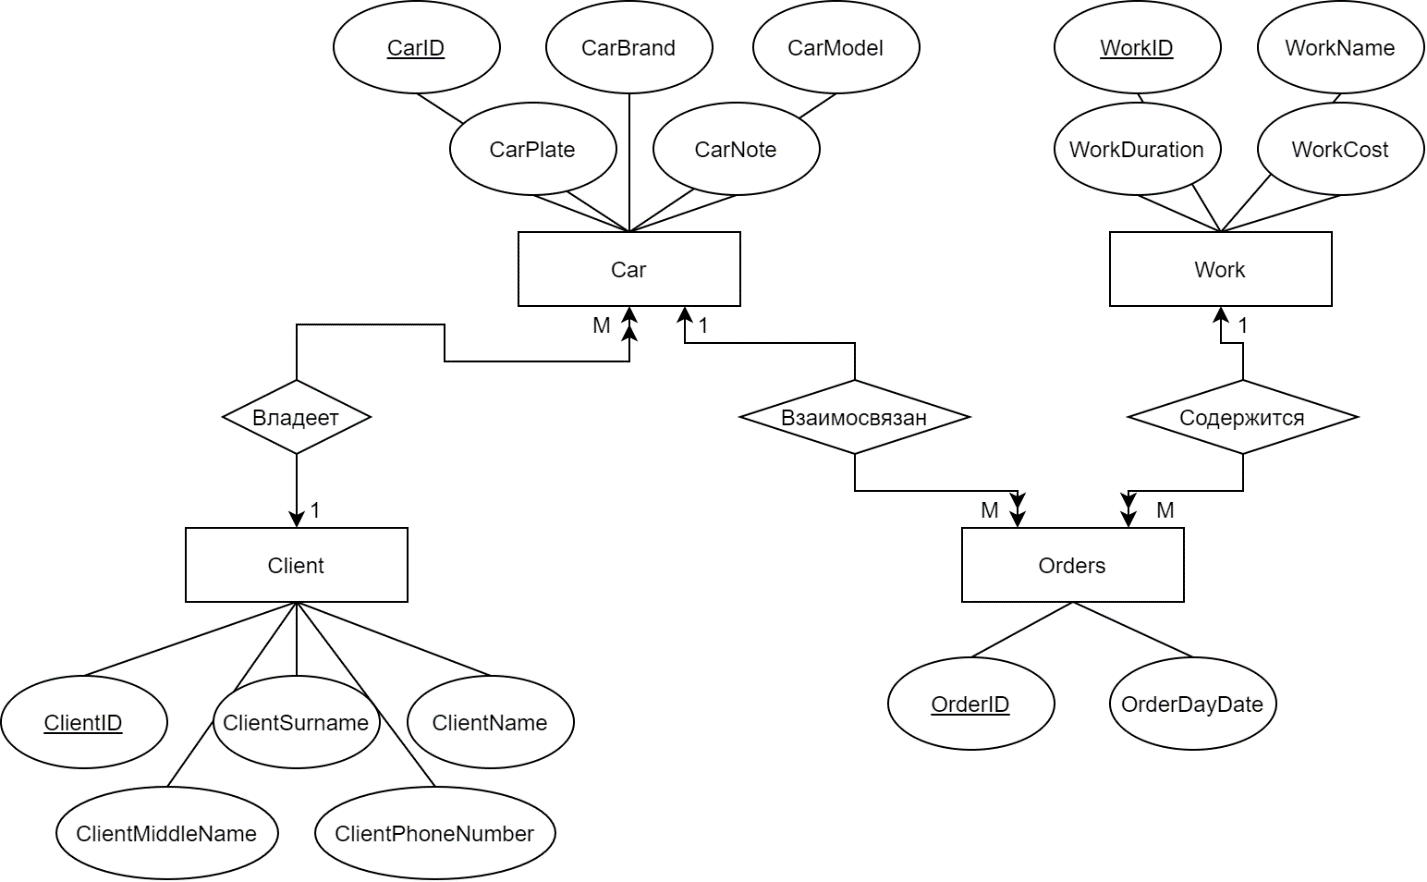 CarID
CarBrand
CarModel
WorkID
WorkName
CarPlate
CarNote
WorkDuration
WorkCost
Car
Work
M
1
1
Владеет
Взаимосвязан
Содержится
1
M
M
Client
Orders
ClientID
ClientSurname
ClientName
OrderID
OrderDayDate
ClientMiddleName
ClientPhoneNumber